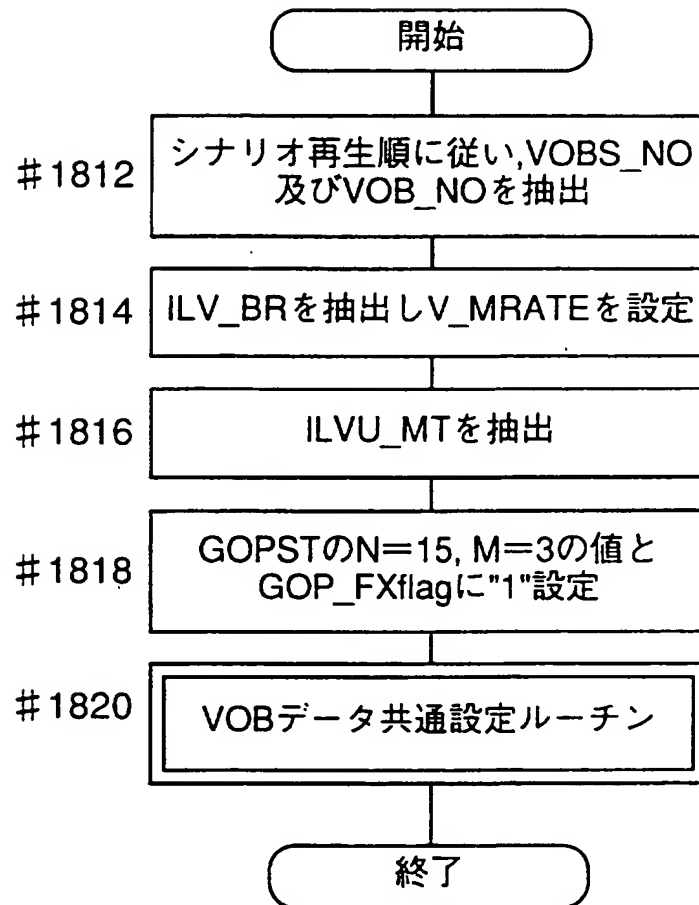 開始
#1812
シナリオ再生順に従い,VOBS_NO
及びVOB_NOを抽出
#1814
ILV_BRを抽出しV_MRATEを設定
#1816
ILVU_MTを抽出
#1818
GOPSTのN=15, M=3の値と
GOP_FXflagに"1"設定
#1820
VOBデータ共通設定ルーチン
終了